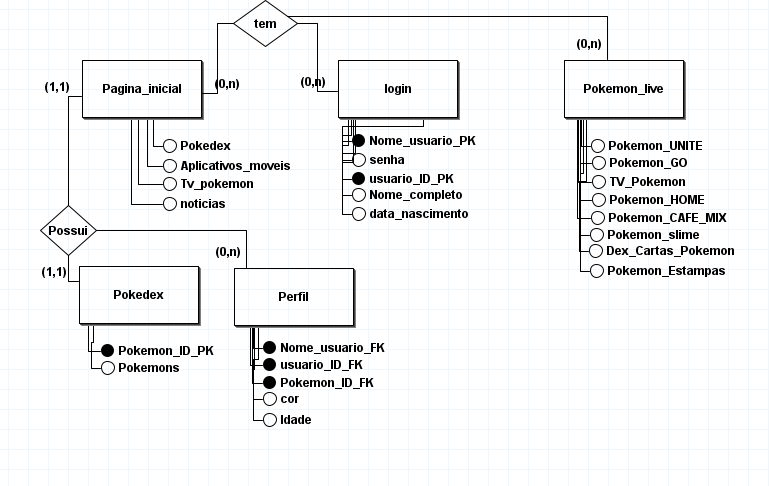 tem
(0,n)
(1,1)
Pagina_inicial
(0,n)
(0,n)
login
Pokemon_live
Pokedex
Aplicativos_moveis
Tv_pokemon
noticias
Nome_usuario_PK
senha
usuario_ID_PK
Nome_completo
data_nascimento
Pokemon_UNITE
Pokemon_GO
TV_Pokemon
Pokemon_HOME
Pokemon_CAFE_MIX
Pokemon_slime
Dex_Cartas_Pokemon
Pokemon_Estampas
Possui
(0,n)
(1,1)
Pokedex
Perfil
Pokemon_ID_PK
Pokemons
Nome_usuario_FK
usuario_ID_FK
Pokemon_ID_FK
cor
Idade